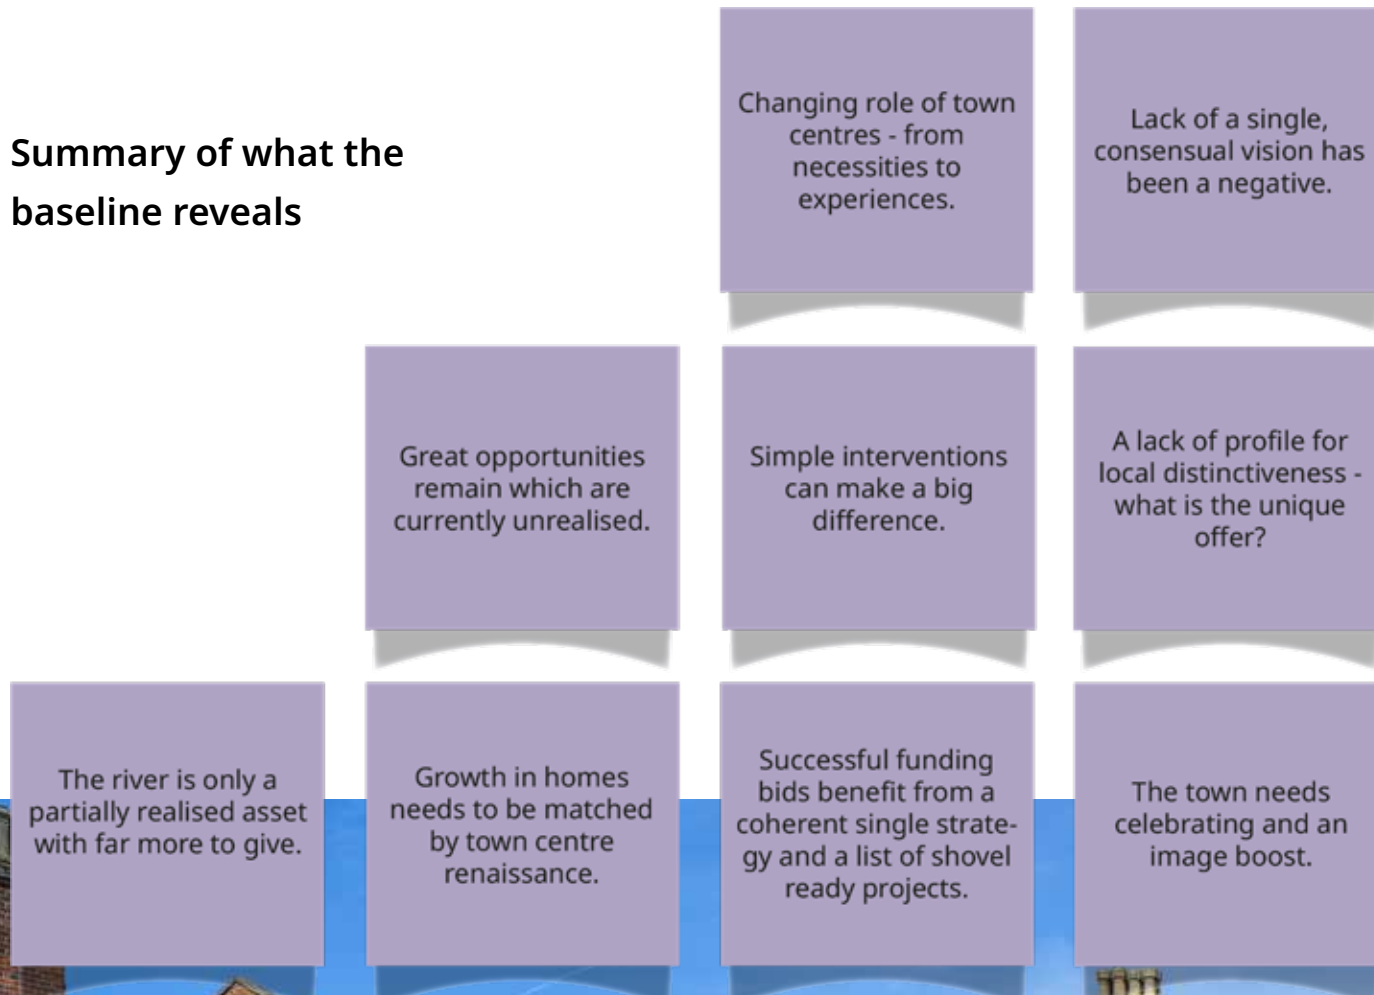 Summary of what the
baseline reveals
Changing role of town
centres - from
necessities to
experiences.
Lack of a single,
consensual vision has
been a negative.
Great opportunities
remain which are
currently unrealised.
Simple interventions
can make a big
difference.
A lack of profile for
local distinctiveness -
what is the unique
offer?
The river is only a
partially realised asset
with far more to give.
Growth in homes
needs to be matched
by town centre
renaissance.
Successful funding
bids benefit from a
coherent single strate-
gy and a list of shovel
ready projects.
The town needs
celebrating and an
image boost.